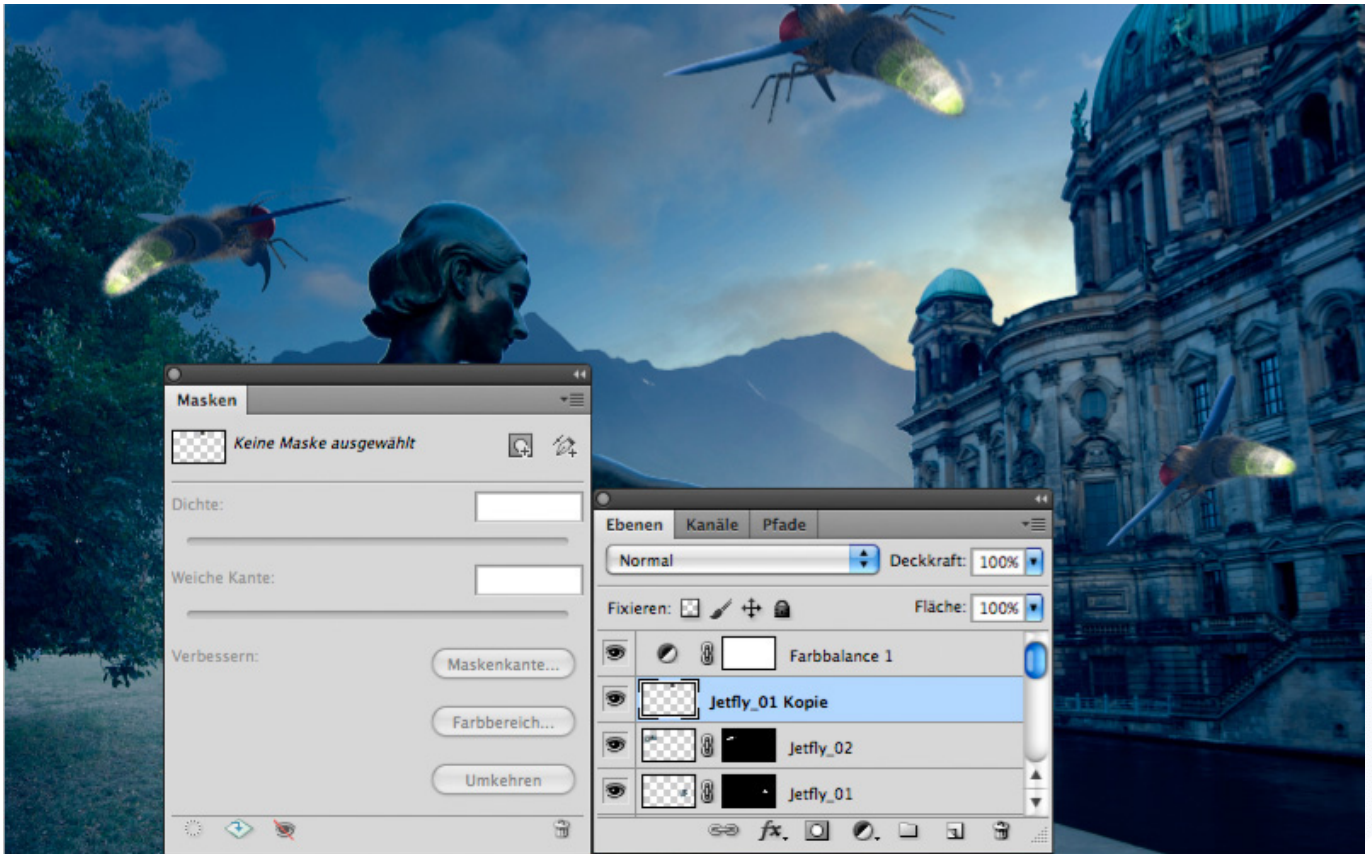 Masken
Keine Maske ausgewählt
Dichte:
Weiche Kante:
Verbessern:
Maskenkante...
Farbbereich...
Umkehren
Ebenen Kanäle Pfade
Normal Deckkraft: 100%
Fixieren: Fläche: 100%
Farbbalance 1
Jetfly_01 Kopie
Jetfly_02
Jetfly_01
fx.